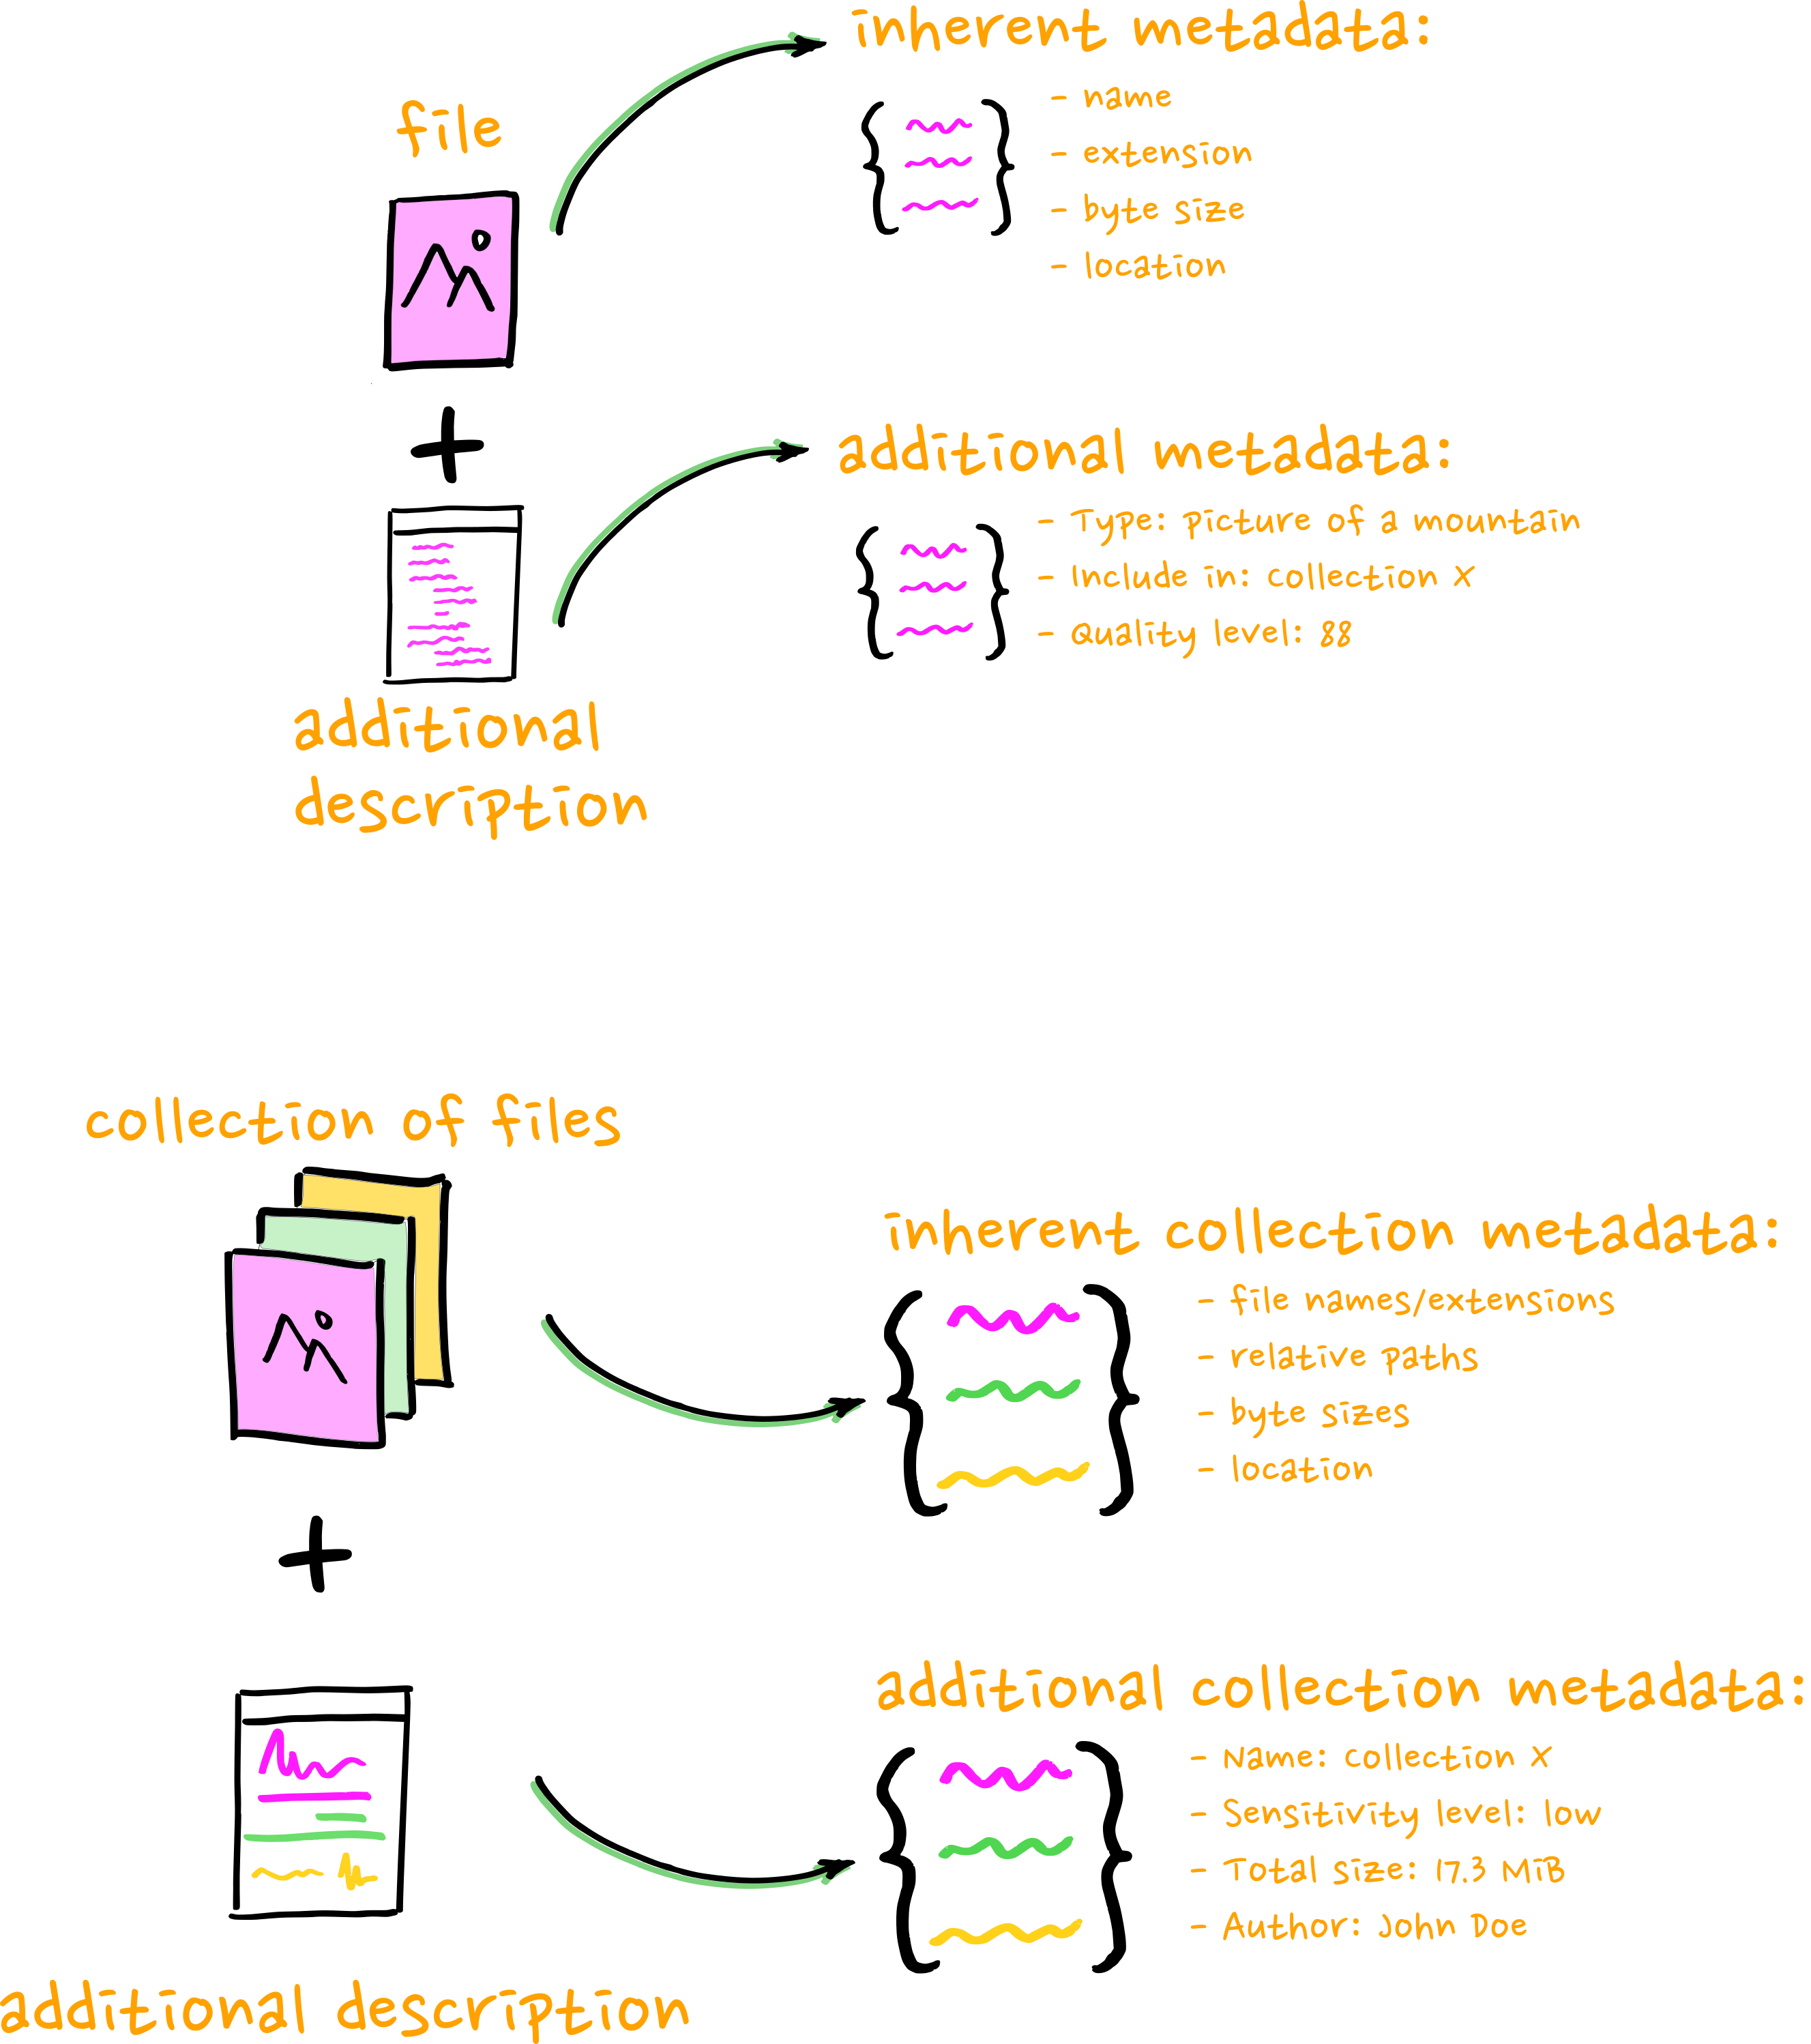 file
inherent metadata:
- name
- extension
- byte size
- location
additional metadata:
- Type: picture of a mountain
- Include in: collection X
- Quality level: 88
additional
description
collection of files
inherent collection metadata:
- file names/extensions
- relative paths
- byte sizes
- location
additional collection metadata:
- Name: collection X
- Sensitivity level: low
- Total size: 17.3 MiB
- Author: John Doe
additional description